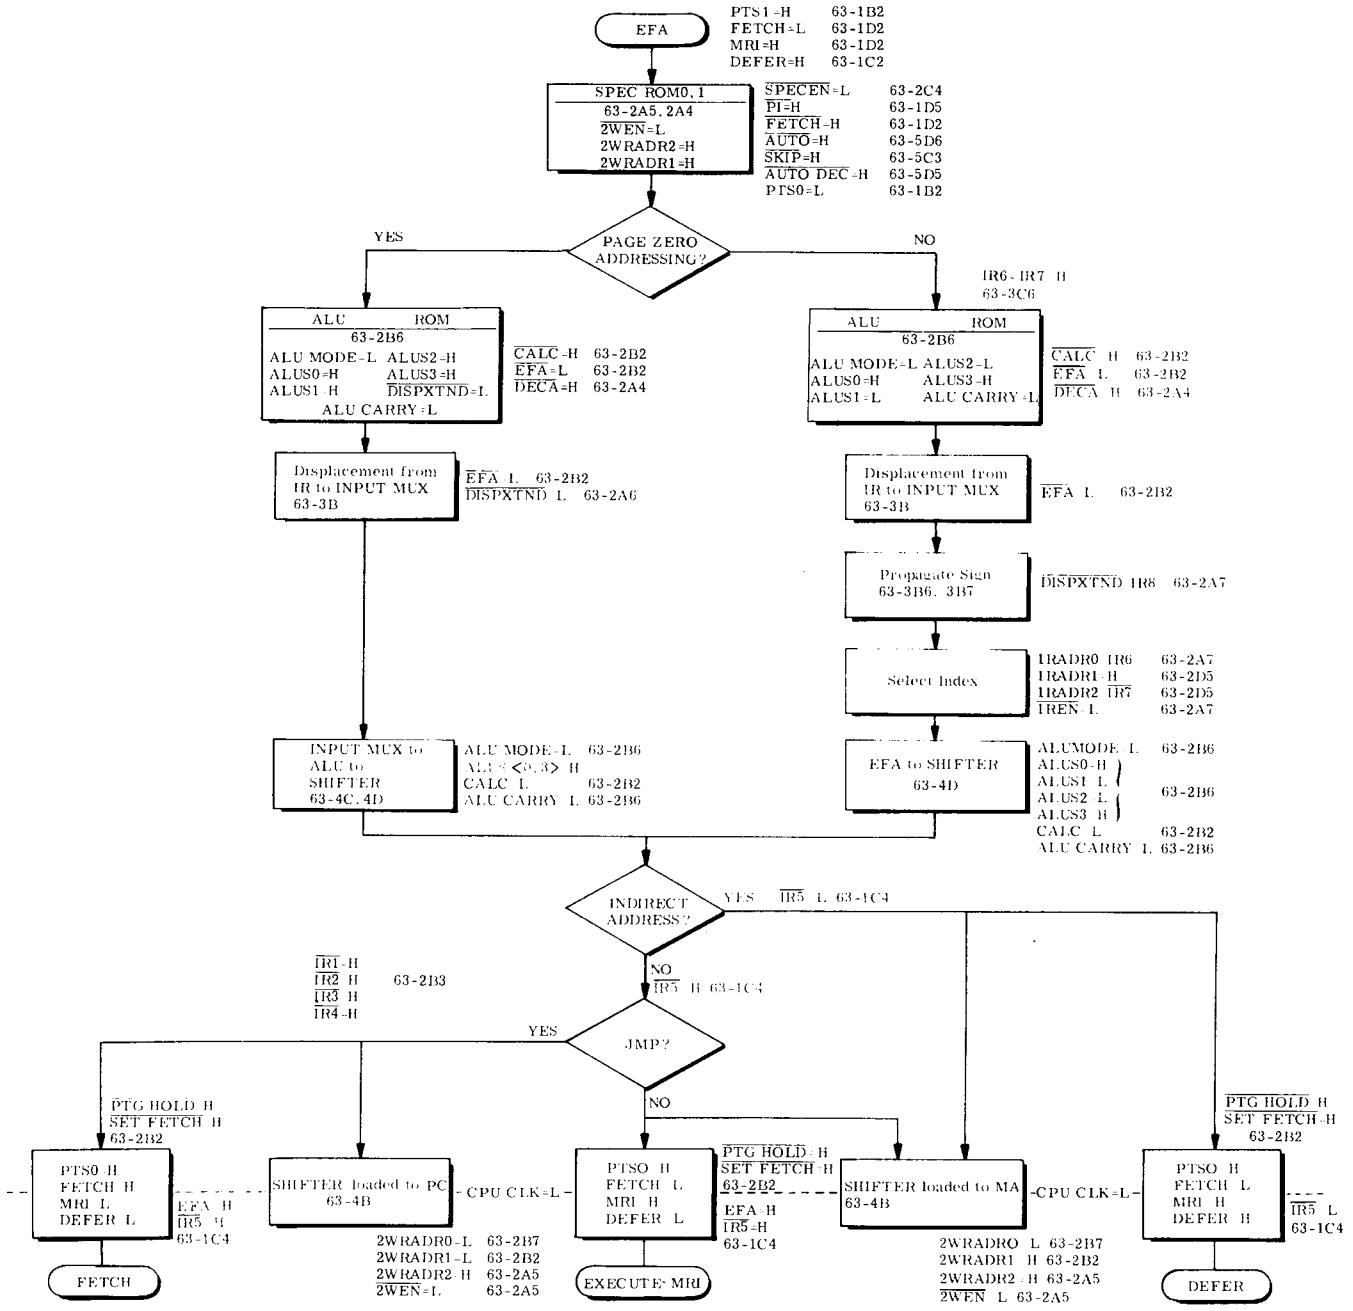 EFA
PTS1=H 63-1B2
FETCH=L 63-1D2
MRI=H 63-1D2
DEFER=H 63-1C2
SPEC ROM0, 1
63-2A5, 2A4
2WEN=L
2WRADR2=H
2WRADR1=H
SPECEN=L 63-2C4
PI=H 63-1D5
FETCH=H 63-1D2
AUTO=H 63-5D6
SKIP=H 63-5C3
AUTO DEC=H 63-5D5
PTS0=L 63-1B2
YES
PAGE ZERO
ADDRESSING?
NO
IR6-IR7 H
63-3C6
ALU ROM
63-2B6
ALU MODE=L ALUS2=H
ALUS0=H ALUS3=H
ALUS1=H DISPXTND=L
ALU CARRY=L
CALC=H 63-2B2
EFA=L 63-2B2
DECA=H 63-2A4
ALU ROM
63-2B6
ALU MODE=L ALUS2=L
ALUS0=H ALUS3=H
ALUS1=L ALU CARRY=L
CALC H 63-2B2
EFA L 63-2B2
DECA H 63-2A4
Displacement from
IR to INPUT MUX
63-3B
EFA L 63-2B2
DISPXTND L 63-2A6
Displacement from
IR to INPUT MUX
63-3B
EFA L 63-2B2
Propagate Sign
63-3B6, 3B7
DISPXTND IR8 63-2A7
Select Index
1RADR0 IR6 63-2A7
1RADR1 H 63-2D5
1RADR2 IR7 63-2D5
1REN L 63-2A7
INPUT MUX to
ALU to
SHIFTER
63-4C, 4D
ALU MODE=L 63-2B6
ALUS <0,3> H
CALC L 63-2B2
ALU CARRY L 63-2B6
EFA to SHIFTER
63-4D
ALUMODE L 63-2B6
ALUS0 H
ALUS1 L
ALUS2 L
ALUS3 H
63-2B6
CALC L 63-2B2
ALU CARRY L 63-2B6
INDIRECT
ADDRESS?
YES IR5 L 63-1C4
NO
IR5 H 63-1C4
IR1=H
IR2 H
IR3 H
IR4=H
63-2B3
YES
JMP?
NO
PTG HOLD H
SET FETCH H
63-2B2
PTS0 H
FETCH H
MRI L
DEFER L
EFA H
IR5 H
63-1C4
FETCH
SHIFTER loaded to PC
63-4B
CPU CLK=L
2WRADR0-L 63-2B7
2WRADR1-L 63-2B2
2WRADR2 H 63-2A5
2WEN=L 63-2A5
PTSO H
FETCH L
MRI H
DEFER L
PTG HOLD=H
SET FETCH=H
63-2B2
EFA=H
IR5=H
63-1C4
EXECUTE-MRI
SHIFTER loaded to MA
63-4B
CPU CLK=L
2WRADRO L 63-2B7
2WRADR1 H 63-2B2
2WRADR2 H 63-2A5
2WEN L 63-2A5
PTG HOLD H
SET FETCH=H
63-2B2
PTSO H
FETCH L
MRI H
DEFER H
IR5 L
63-1C4
DEFER